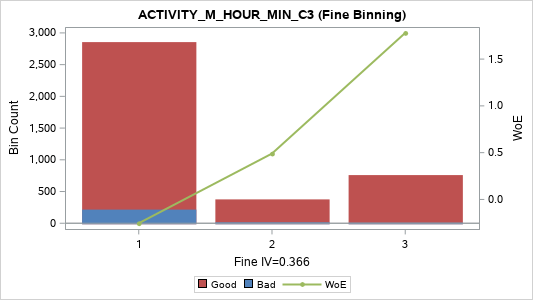 ACTIVITY_M_HOUR_MIN_C3 (Fine Binning)
3,000
2,500
2,000
1,500
1,000
500
0
Bin Count
1.5
1.0
0.5
0.0
WoE
1 2 3
Fine IV=0.366
Good Bad WoE